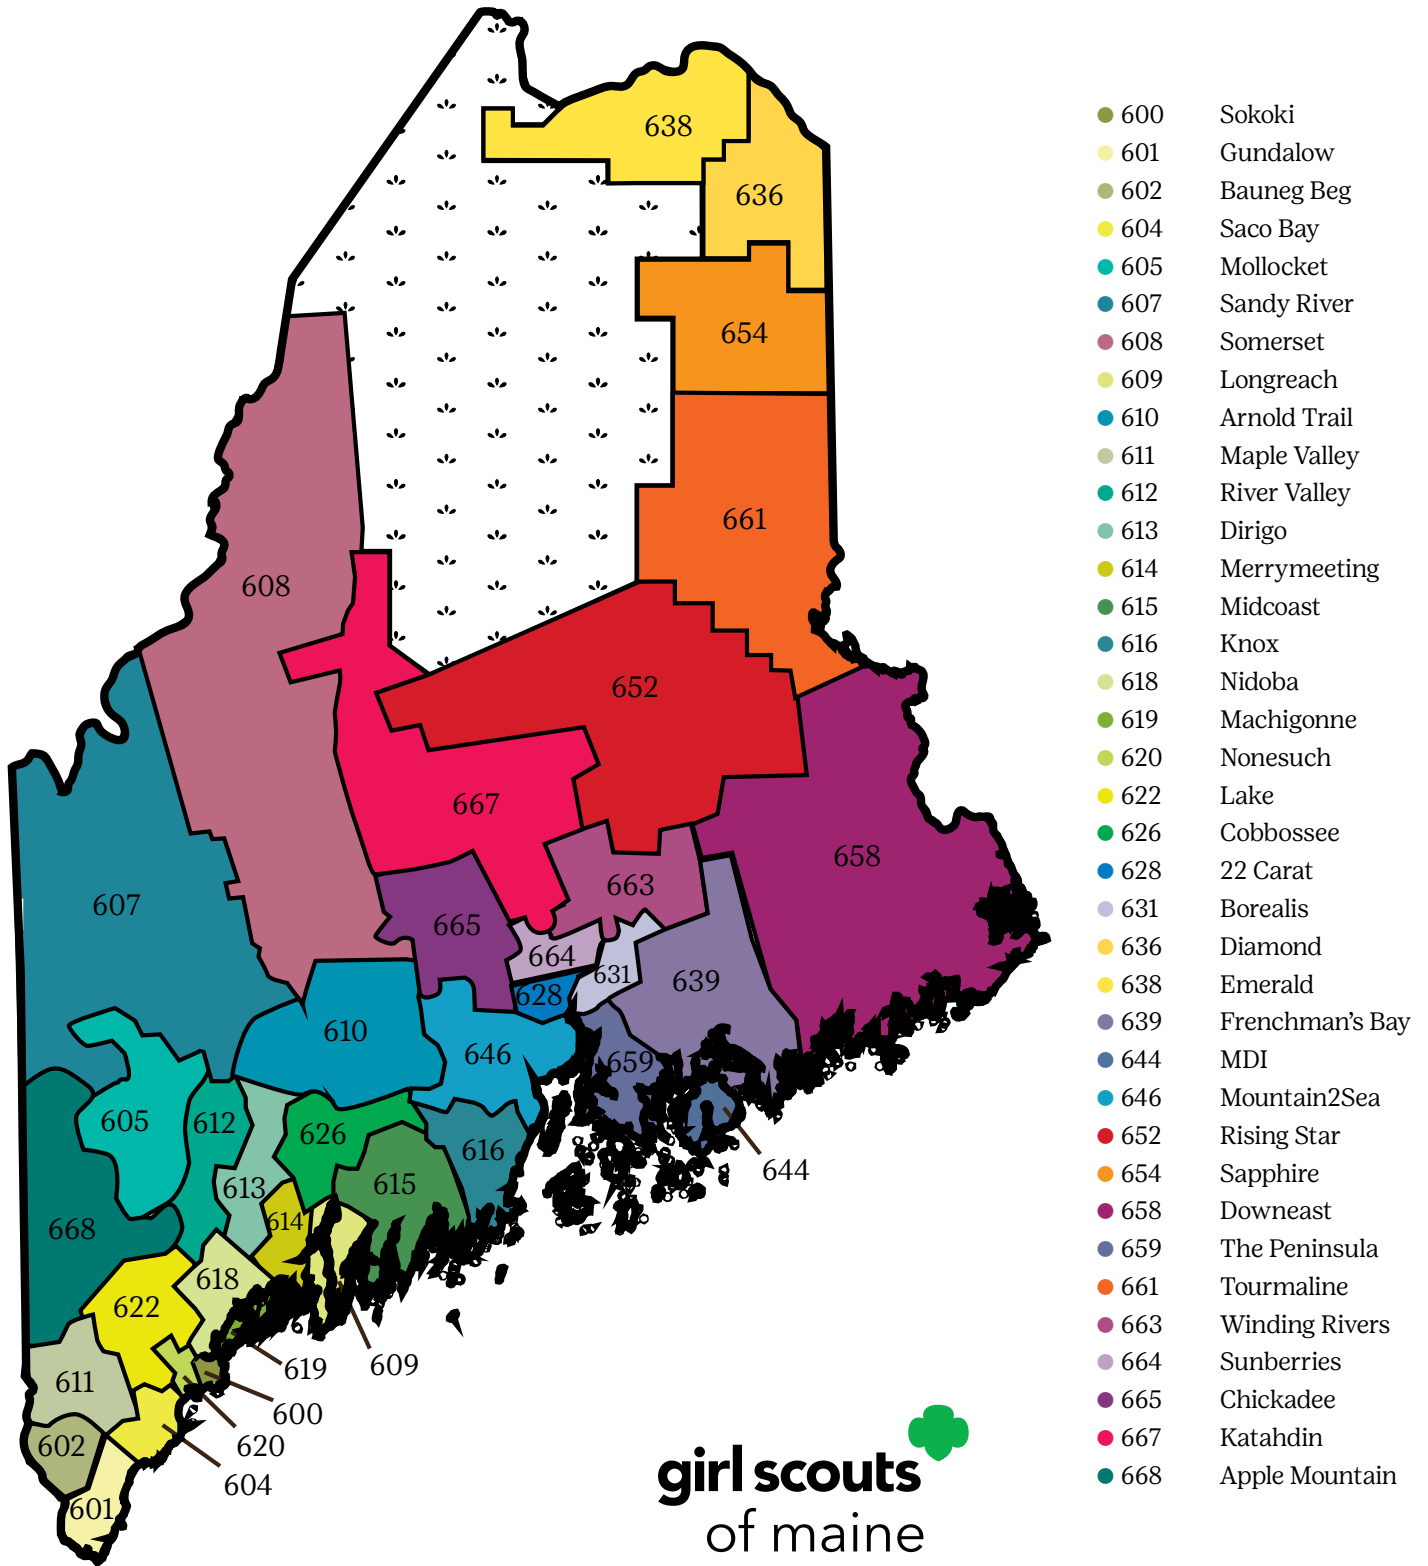 638
636
654
661
608
652
667
658
663
607
665
664
631
639
628
610
646
659
605
612
626
616
644
613
615
614
668
618
622
609
619
611
600
602
620
604
601
600 Sokoki
601 Gundalow
602 Bauneg Beg
604 Saco Bay
605 Mollocket
607 Sandy River
608 Somerset
609 Longreach
610 Arnold Trail
611 Maple Valley
612 River Valley
613 Dirigo
614 Merrymeeting
615 Midcoast
616 Knox
618 Nidoba
619 Machigonne
620 Nonesuch
622 Lake
626 Cobbossee
628 22 Carat
631 Borealis
636 Diamond
638 Emerald
639 Frenchman’s Bay
644 MDI
646 Mountain2Sea
652 Rising Star
654 Sapphire
658 Downeast
659 The Peninsula
661 Tourmaline
663 Winding Rivers
664 Sunberries
665 Chickadee
667 Katahdin
668 Apple Mountain
girl scouts
of maine